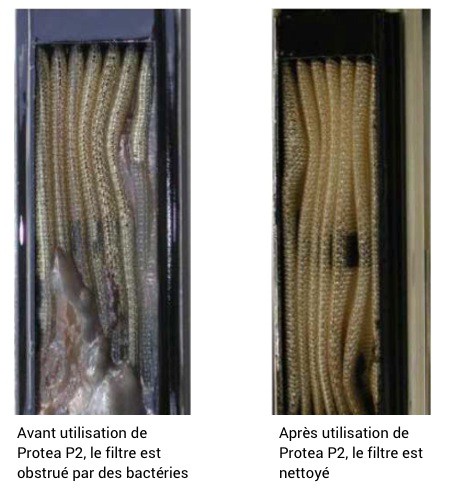 Avant utilisation de
Protea P2, le filtre est
obstrué par des bactéries
Après utilisation de
Protea P2, le filtre est
nettoyé